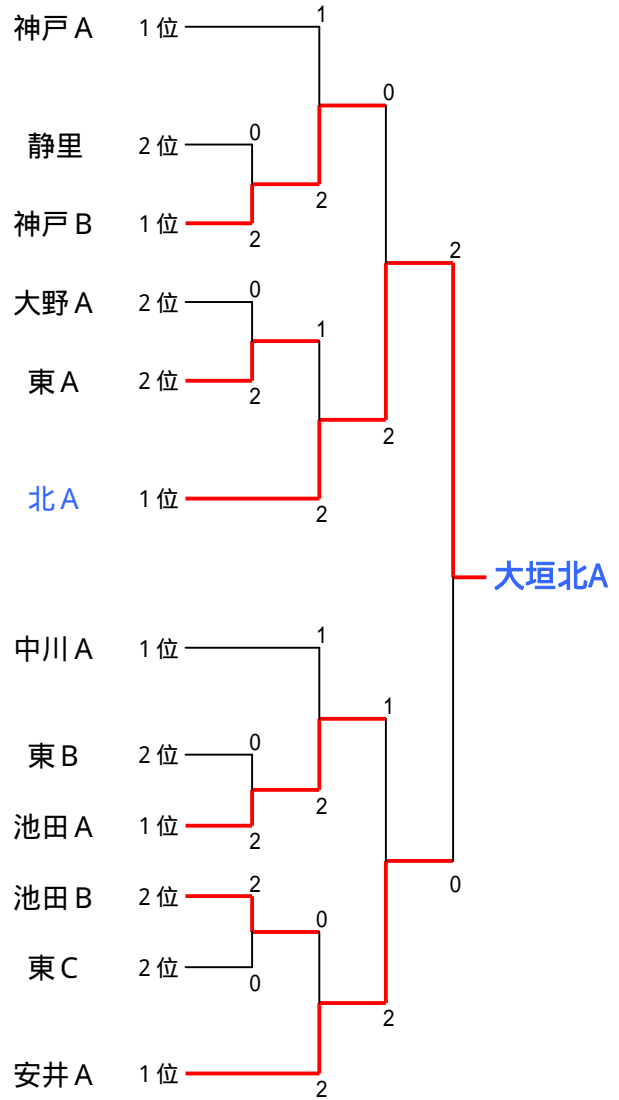 神戸A 1位 1
0
静里 2位 0
神戸B 1位 2 2
2
大野A 2位 0
1
東A 2位 2
2
北A 1位 2
大垣北A
中川A 1位 1
1
東B 2位 0
池田A 1位 2 2
池田B 2位 2
0
0
東C 2位 0
2
安井A 1位 2